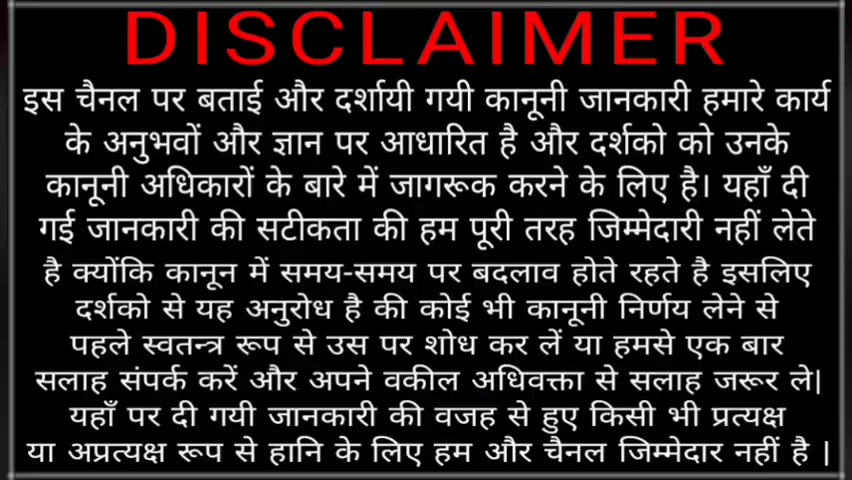 DISCLAIMER
इस चैनल पर बताई और दर्शायी गयी कानूनी जानकारी हमारे कार्य
के अनुभवों और ज्ञान पर आधारित है और दर्शको को उनके
कानूनी अधिकारों के बारे में जागरूक करने के लिए है। यहाँ दी
गई जानकारी की सटीकता की हम पूरी तरह जिम्मेदारी नहीं लेते
है क्योंकि कानून में समय-समय पर बदलाव होते रहते है इसलिए
दर्शको से यह अनुरोध है की कोई भी कानूनी निर्णय लेने से
पहले स्वतन्त्र रूप से उस पर शोध कर लें या हमसे एक बार
सलाह संपर्क करें और अपने वकील अधिवक्ता से सलाह जरूर ले|
यहाँ पर दी गयी जानकारी की वजह से हुए किसी भी प्रत्यक्ष
या अप्रत्यक्ष रूप से हानि के लिए हम और चैनल जिम्मेदार नहीं है ।